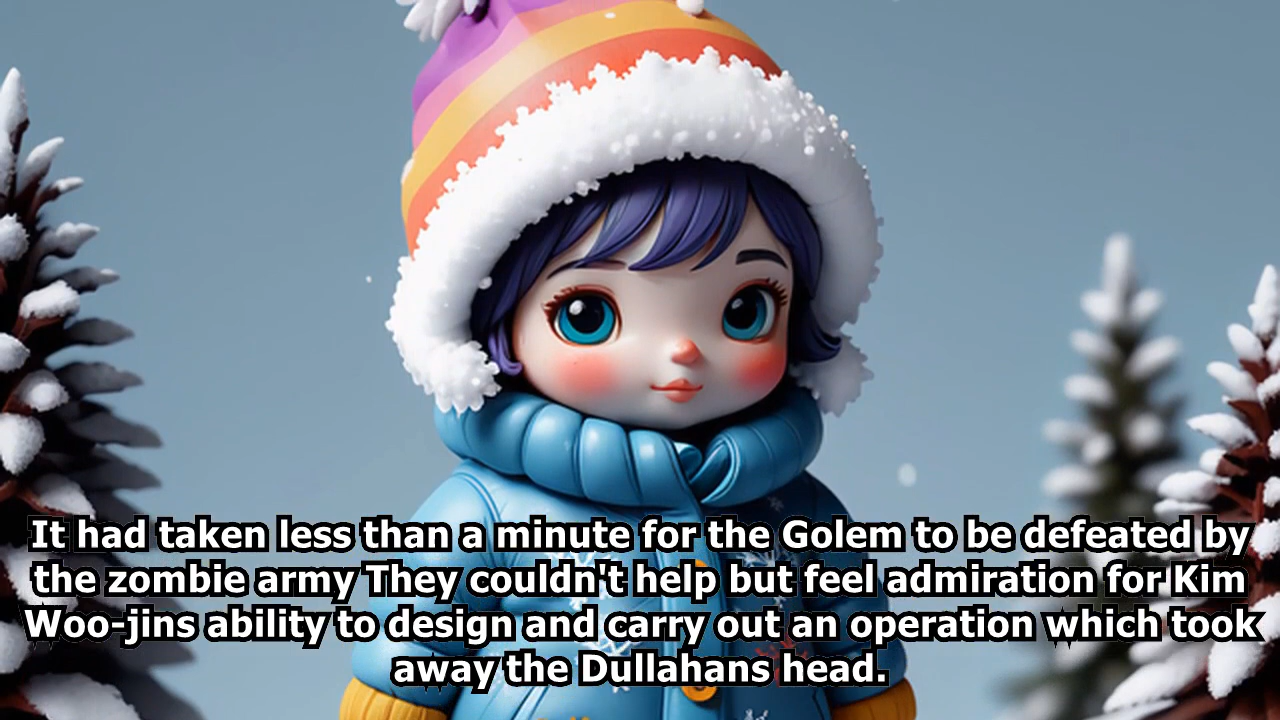 It had taken less than a minute for the Golem to be defeated by
the zombie army They couldn't help but feel admiration for Kim
Woo-jins ability to design and carry out an operation which took
away the Dullahans head.